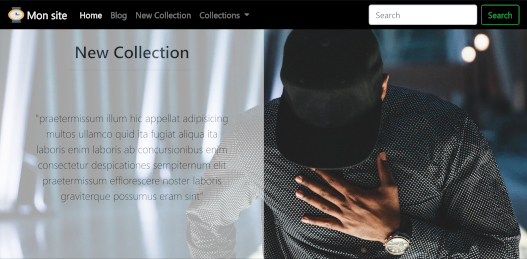 Mon site
Home
Blog
New Collection
Collections
Search
Search
New Collection
"praetermissum illum hic appellat adipisicing
multos ullamco quid ita fugiat aliqua ita
laboris enim laboris ab concursionibus enim
consectetur despicationes sempiternum elit
praetermissum efflorescere noster laboris
graviterque possumus eram sint"